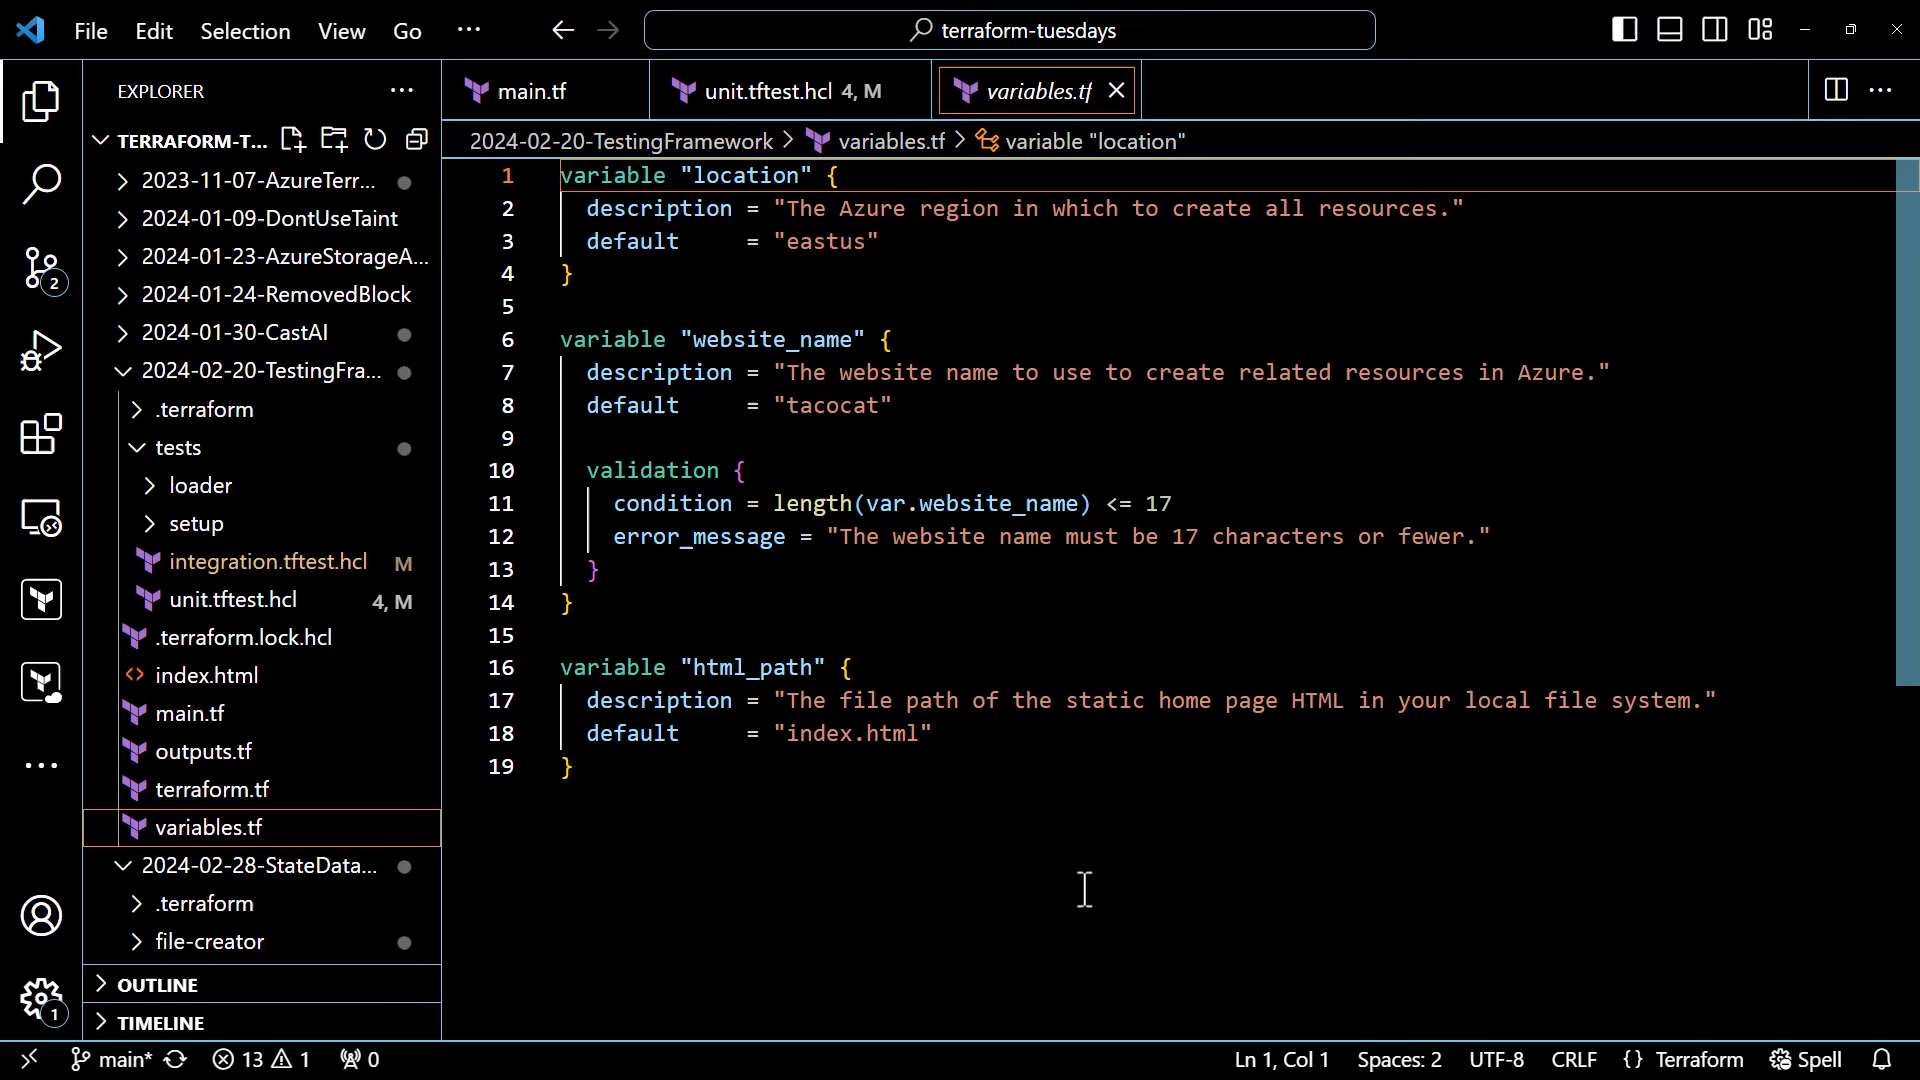 File Edit Selection View Go ··· terraform-tuesdays
EXPLORER ···
TERRAFORM-T...
2023-11-07-AzureTerr...
2024-01-09-DontUseTaint
2024-01-23-AzureStorageA...
2024-01-24-RemovedBlock
2024-01-30-CastAI
2024-02-20-TestingFra...
.terraform
tests
loader
setup
integration.tftest.hcl M
unit.tftest.hcl 4, M
.terraform.lock.hcl
index.html
main.tf
outputs.tf
terraform.tf
variables.tf
2024-02-28-StateData...
.terraform
file-creator
OUTLINE
TIMELINE
2
1
main.tf unit.tftest.hcl 4, M variables.tf
2024-02-20-TestingFramework > variables.tf > variable "location"
1 variable "location" {
2 description = "The Azure region in which to create all resources."
3 default     = "eastus"
4 }
5
6 variable "website_name" {
7 description = "The website name to use to create related resources in Azure."
8 default     = "tacocat"
9
10 validation {
11 condition = length(var.website_name) <= 17
12 error_message = "The website name must be 17 characters or fewer."
13 }
14 }
15
16 variable "html_path" {
17 description = "The file path of the static home page HTML in your local file system."
18 default     = "index.html"
19 }
main* 13 1 0 Ln 1, Col 1 Spaces: 2 UTF-8 CRLF {} Terraform Spell